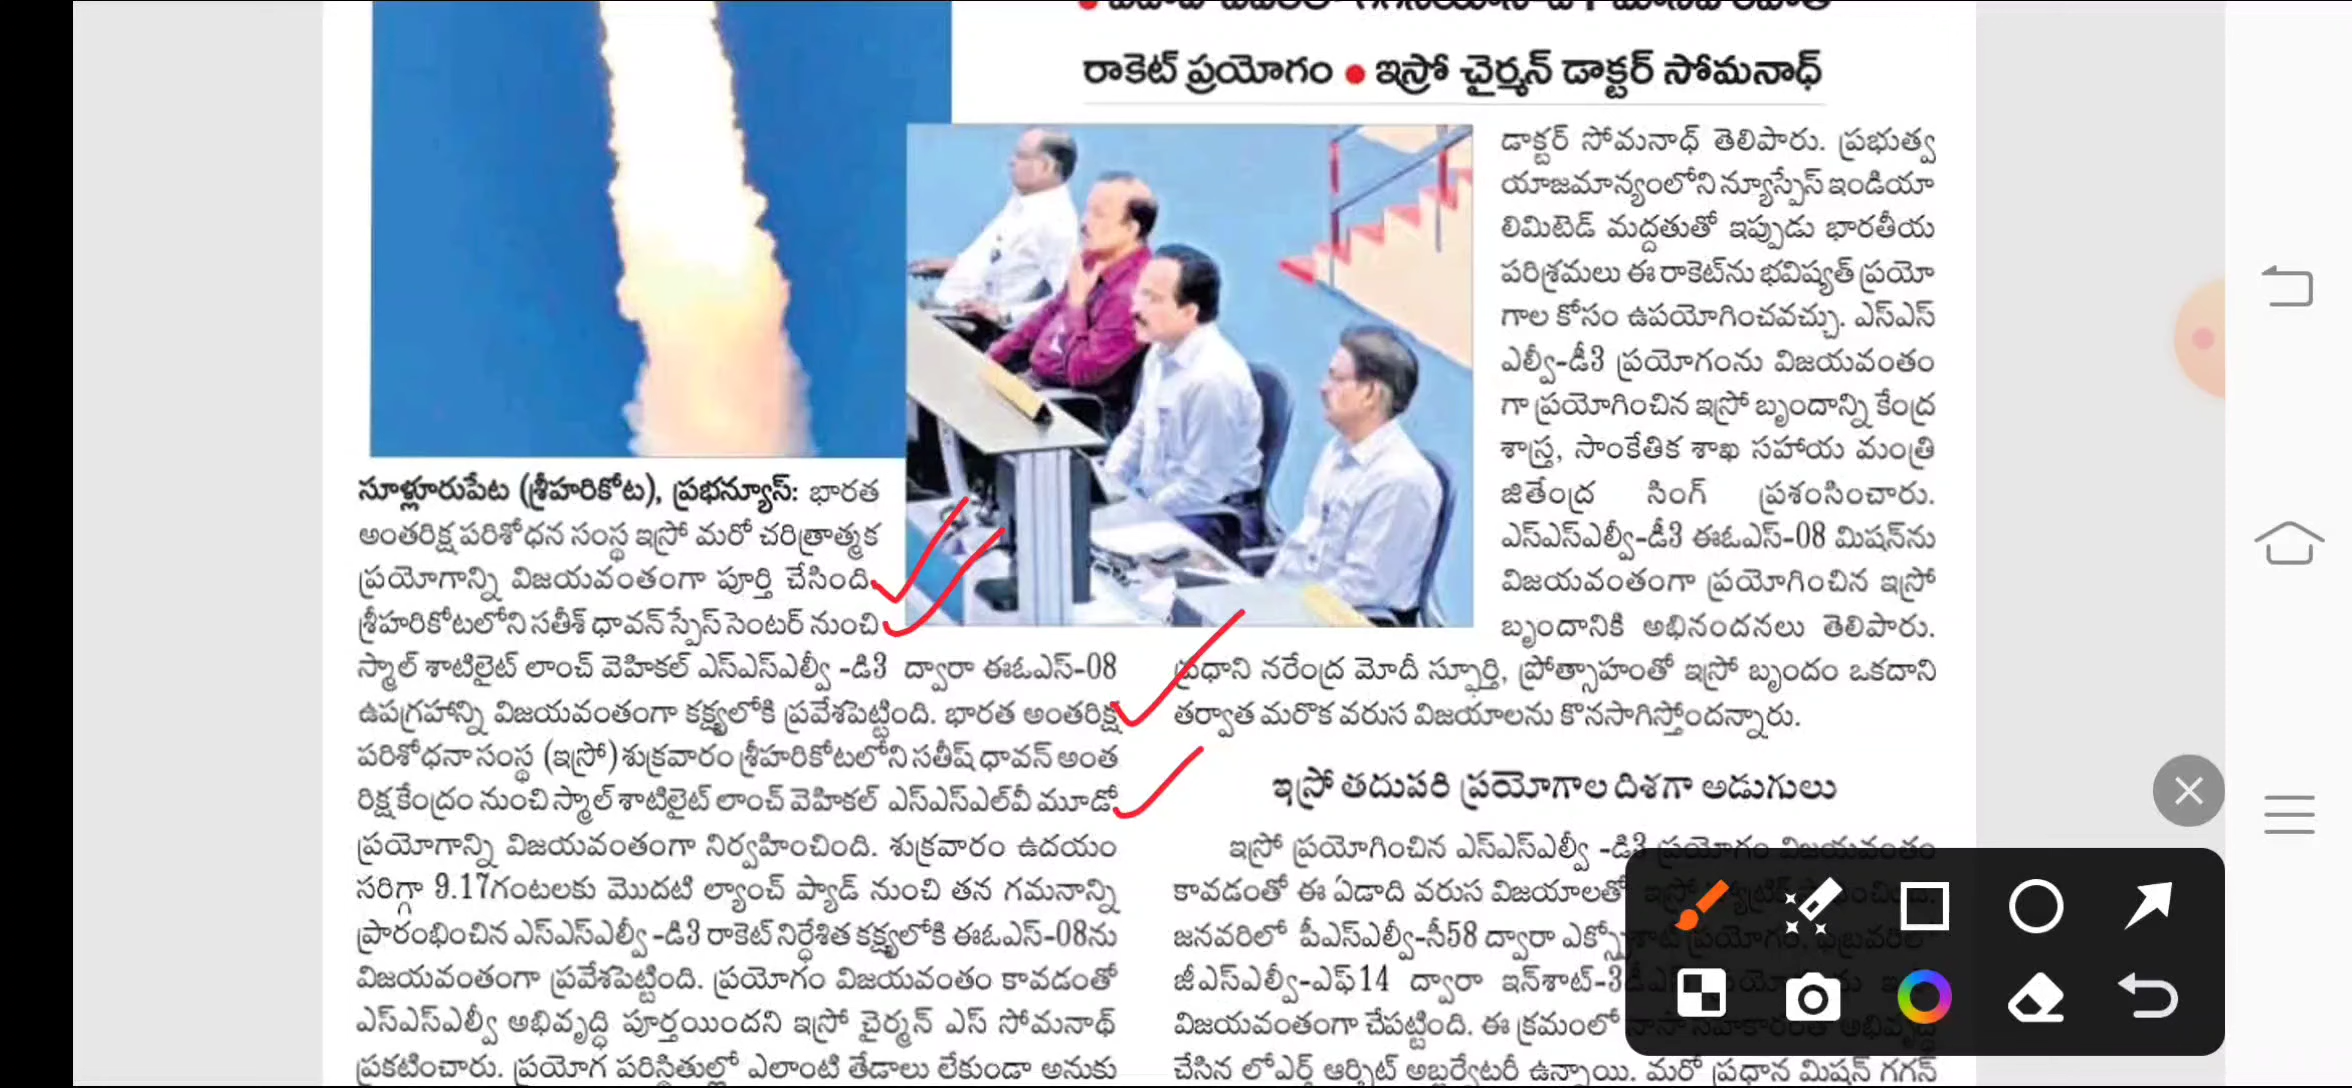 రాకెట్ ప్రయోగం ● ఇస్రో చైర్మన్ డాక్టర్ సోమనాధ్
సూళ్లూరుపేట (శ్రీహరికోట), ప్రభన్యూస్: భారత
అంతరిక్ష పరిశోధన సంస్థ ఇస్రో మరో చరిత్రాత్మక
ప్రయోగాన్ని విజయవంతంగా పూర్తి చేసింది.
శ్రీహరికోటలోని సతీశ్ ధావన్ స్పేస్ సెంటర్ నుంచి
స్మాల్ శాటిలైట్ లాంచ్ వెహికల్ ఎస్ఎస్ఎల్వీ -డి3 ద్వారా ఈఓఎస్-08
ఉపగ్రహాన్ని విజయవంతంగా కక్ష్యలోకి ప్రవేశపెట్టింది. భారత అంతరిక్ష
పరిశోధనా సంస్థ (ఇస్రో) శుక్రవారం శ్రీహరికోటలోని సతీష్ ధావన్ అంత
రిక్ష కేంద్రం నుంచి స్మాల్ శాటిలైట్ లాంచ్ వెహికల్ ఎస్ఎస్ఎల్‌వీ మూడో
ప్రయోగాన్ని విజయవంతంగా నిర్వహించింది. శుక్రవారం ఉదయం
సరిగ్గా 9.17గంటలకు మొదటి ల్యాంచ్ ప్యాడ్ నుంచి తన గమనాన్ని
ప్రారంభించిన ఎస్ఎస్ఎల్వీ -డి3 రాకెట్ నిర్ధేశిత కక్ష్యలోకి ఈఓఎస్-08ను
విజయవంతంగా ప్రవేశపెట్టింది. ప్రయోగం విజయవంతం కావడంతో
ఎస్ఎస్ఎల్వీ అభివృద్ధి పూర్తయిందని ఇస్రో చైర్మన్ ఎస్ సోమనాథ్
ప్రకటించారు. ప్రయోగ పరిస్థితుల్లో ఎలాంటి తేడాలు లేకుండా అనుకు
డాక్టర్ సోమనాధ్ తెలిపారు. ప్రభుత్వ
యాజమాన్యంలోని న్యూస్పేస్ ఇండియా
లిమిటెడ్ మద్దతుతో ఇప్పుడు భారతీయ
పరిశ్రమలు ఈ రాకెట్‌ను భవిష్యత్ ప్రయో
గాల కోసం ఉపయోగించవచ్చు. ఎస్ఎస్
ఎల్వీ-డీ3 ప్రయోగంను విజయవంతం
గా ప్రయోగించిన ఇస్రో బృందాన్ని కేంద్ర
శాస్త్ర, సాంకేతిక శాఖ సహాయ మంత్రి
జితేంద్ర సింగ్ ప్రశంసించారు.
ఎస్ఎస్ఎల్వీ-డీ3 ఈఓఎస్-08 మిషన్‌ను
విజయవంతంగా ప్రయోగించిన ఇస్రో
బృందానికి అభినందనలు తెలిపారు.
ప్రధాని నరేంద్ర మోదీ స్ఫూర్తి, ప్రోత్సాహంతో ఇస్రో బృందం ఒకదాని
తర్వాత మరొక వరుస విజయాలను కొనసాగిస్తోందన్నారు.
ఇస్రో తదుపరి ప్రయోగాల దిశగా అడుగులు
ఇస్రో ప్రయోగించిన ఎస్ఎస్ఎల్వీ -డి3 ప్రయోగం విజయవంతం
కావడంతో ఈ ఏడాది వరుస విజయాలతో ఇస్రో
జనవరిలో పీఎస్ఎల్వీ-సీ58 ద్వారా ఎక్స్పోశాట్ ప్రయోగం, ఫిబ్రవరిలో
జీఎస్ఎల్వీ-ఎఫ్14 ద్వారా ఇన్‌శాట్-3డీఎస్
విజయవంతంగా చేపట్టింది. ఈ క్రమంలో నాసా సహకారంతో అభివృద్ధి
చేసిన లోఎర్త్ ఆర్బిట్ అబ్జర్వేటరీ ఉన్నాయి. మరో ప్రధాన మిషన్ గగన్